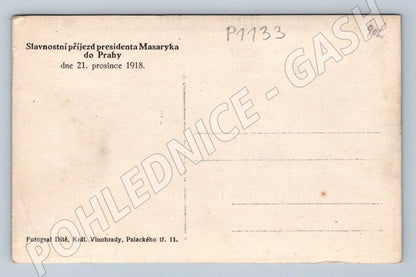 P1133
Slavnostní příjezd presidenta Masaryka
do Prahy
dne 21. prosince 1918.
POHLEDNICE - GASH
Fotograf Dítě, Král. Vinohrady, Palackého tř. 11.